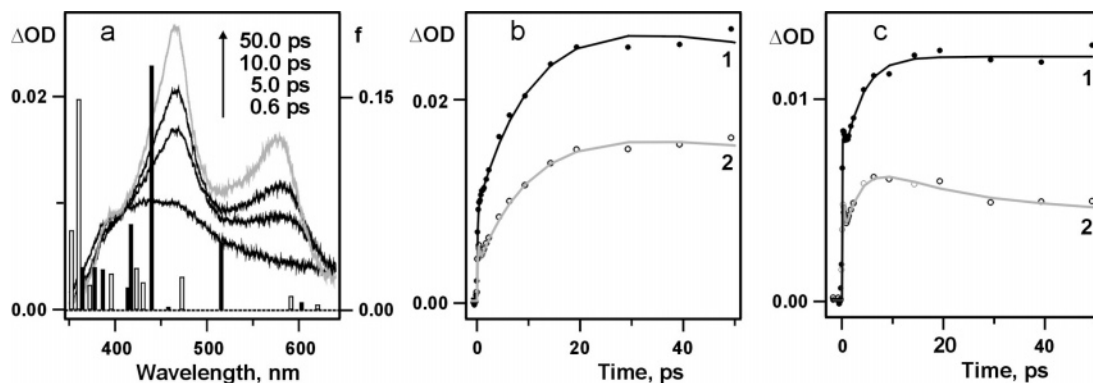 ΔOD
a
50.0 ps
10.0 ps
5.0 ps
0.6 ps
f
0.02
0.00
0.15
0.00
400
500
600
Wavelength, nm
ΔOD
b
0.02
0.00
1
2
0
20
40
Time, ps
ΔOD
c
0.01
0.00
1
2
0
20
40
Time, ps